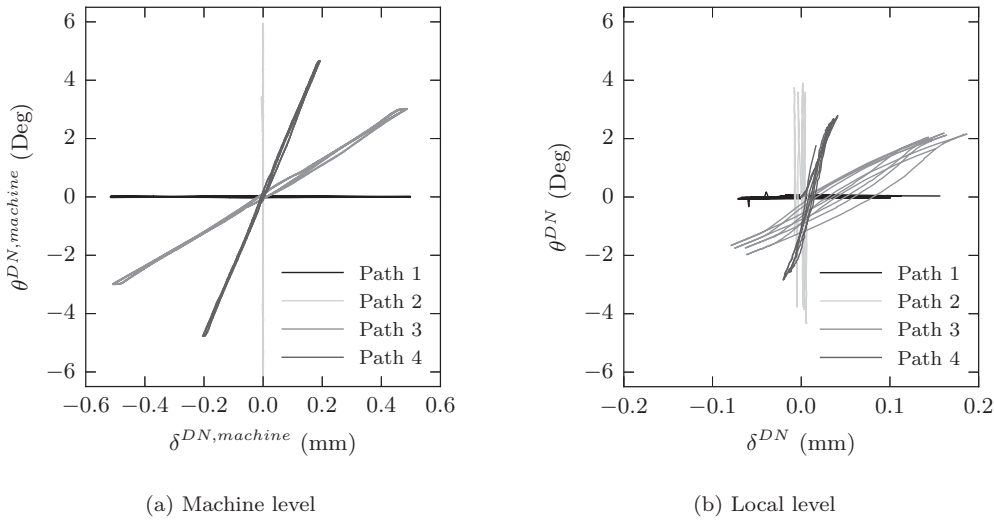 θ^{DN,machine} (Deg)
6
4
2
0
−2
−4
−6
Path 1
Path 2
Path 3
Path 4
−0.6 −0.4 −0.2 0.0 0.2 0.4 0.6
δ^{DN,machine} (mm)
(a) Machine level
θ^{DN} (Deg)
6
4
2
0
−2
−4
−6
Path 1
Path 2
Path 3
Path 4
−0.2 −0.1 0.0 0.1 0.2
δ^{DN} (mm)
(b) Local level